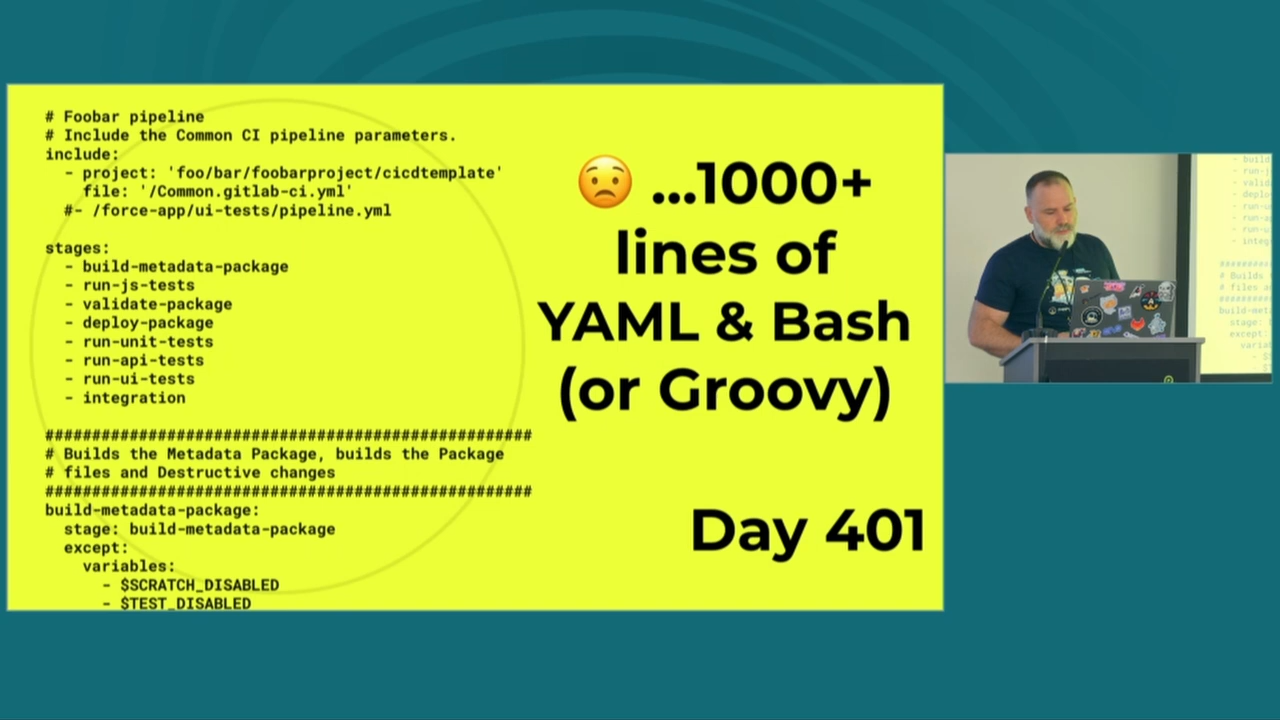 # Foobar pipeline
# Include the Common CI pipeline parameters.
include:
  - project: 'foo/bar/foobarproject/cicdtemplate'
    file: '/Common.gitlab-ci.yml'
  #- /force-app/ui-tests/pipeline.yml
stages:
  - build-metadata-package
  - run-js-tests
  - validate-package
  - deploy-package
  - run-unit-tests
  - run-api-tests
  - run-ui-tests
  - integration
####################################################
# Builds the Metadata Package, builds the Package
# files and Destructive changes
####################################################
build-metadata-package:
  stage: build-metadata-package
  except:
    variables:
      - $SCRATCH_DISABLED
      - $TEST_DISABLED
😟 ...1000+
lines of
YAML & Bash
(or Groovy)
Day 401